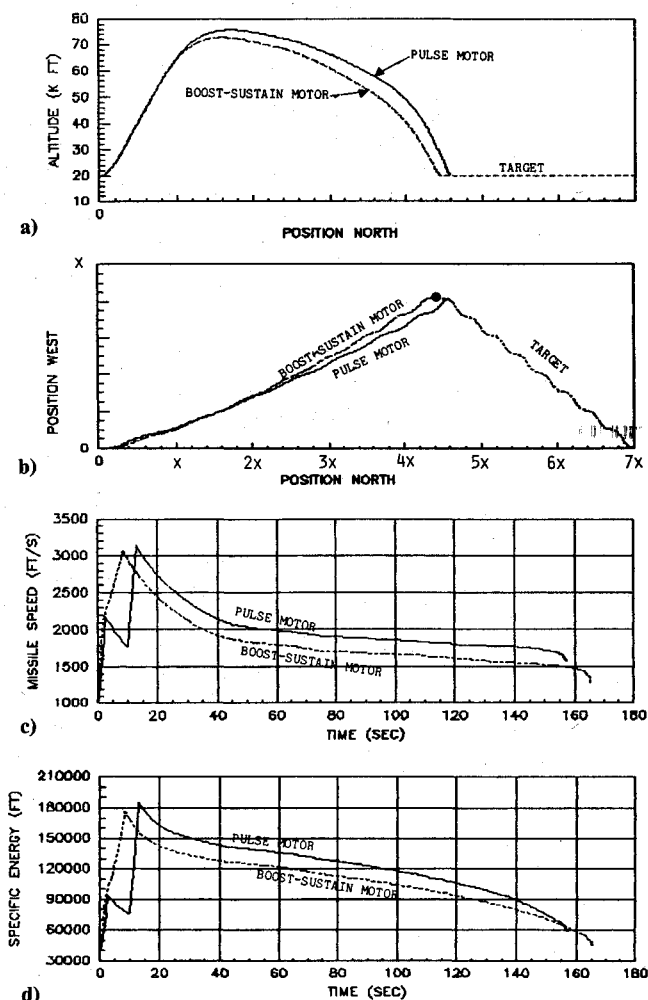 80
70
60
50
40
30
20
10
ALTITUDE (K FT)
PULSE MOTOR
BOOST-SUSTAIN MOTOR
TARGET
0
POSITION NORTH
a)
X
0
POSITION WEST
BOOST-SUSTAIN MOTOR
PULSE MOTOR
TARGET
0 X 2X 3X 4X 5X 6X 7X
POSITION NORTH
b)
3500
3000
2500
2000
1500
1000
MISSILE SPEED (FT/S)
PULSE MOTOR
BOOST-SUSTAIN MOTOR
0 20 40 60 80 100 120 140 160 180
TIME (SEC)
c)
210000
180000
150000
120000
90000
60000
30000
SPECIFIC ENERGY (FT)
PULSE MOTOR
BOOST-SUSTAIN MOTOR
0 20 40 60 80 100 120 140 160 180
TIME (SEC)
d)